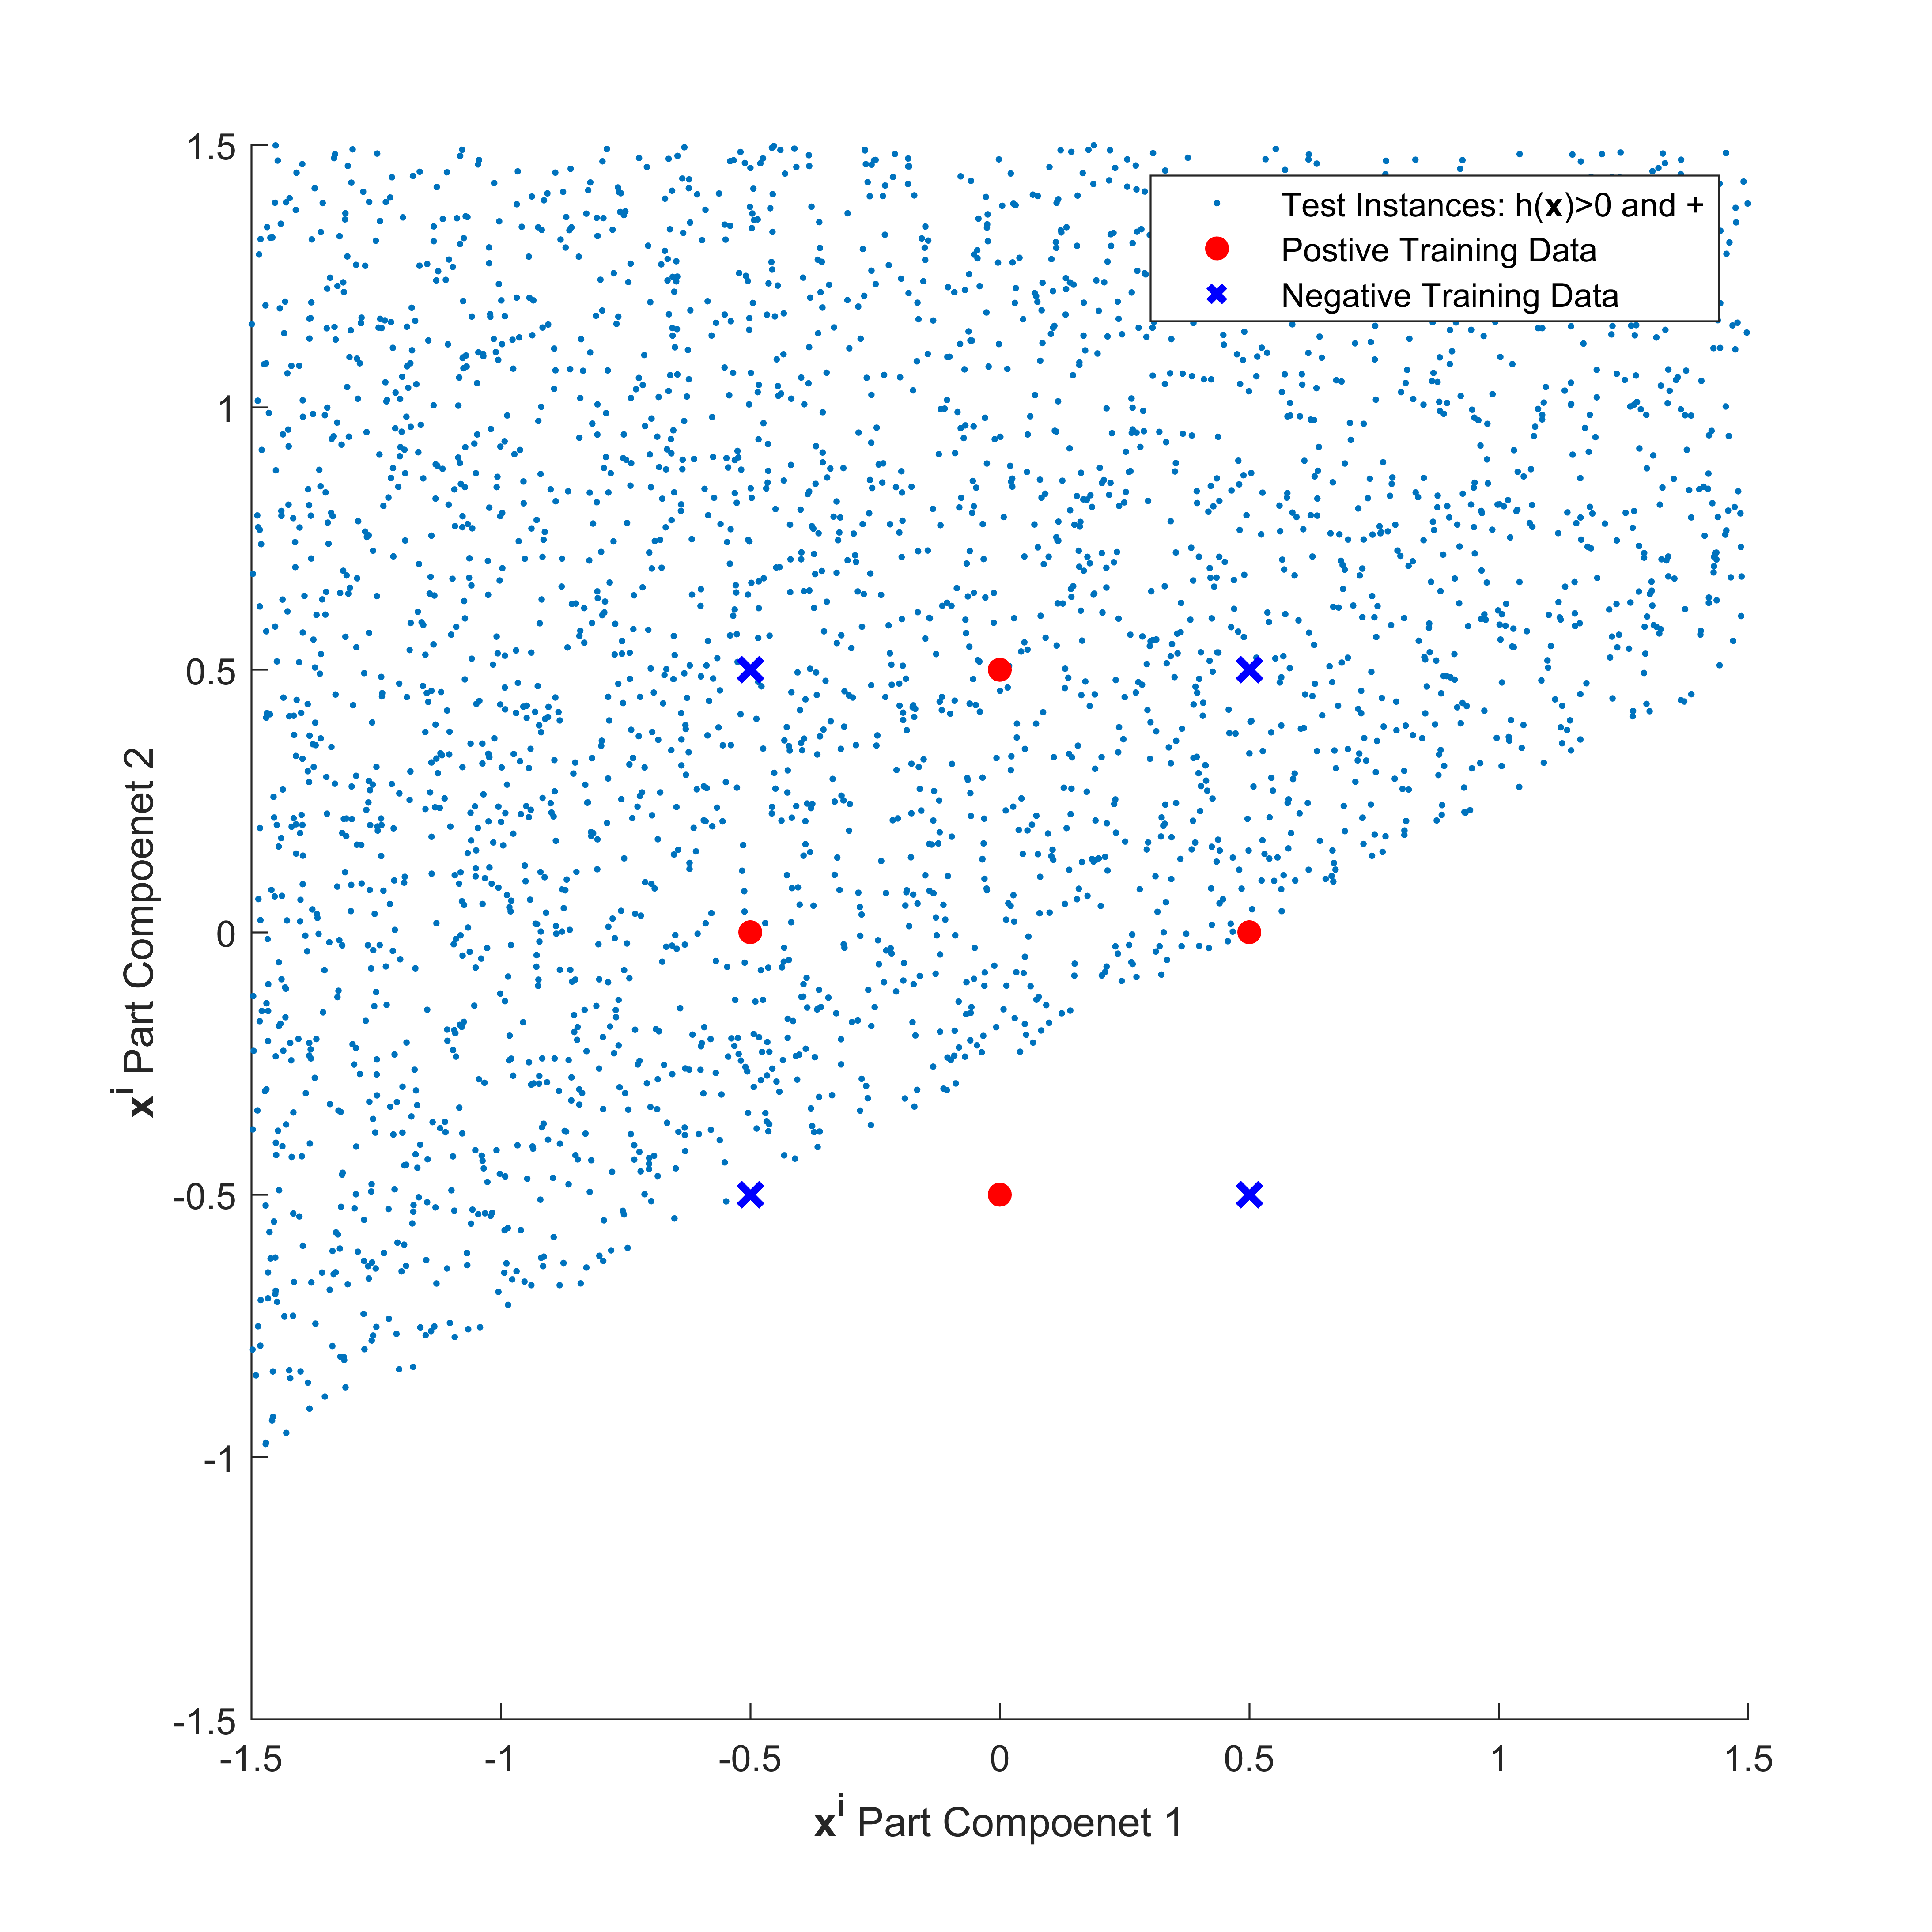 1.5
1
0.5
0
-0.5
-1
-1.5
-1.5
-1
-0.5
0
0.5
1
1.5
xⁱ Part Compoenet 1
xⁱ Part Compoenet 2
Test Instances: h(x)>0 and +
Postive Training Data
Negative Training Data